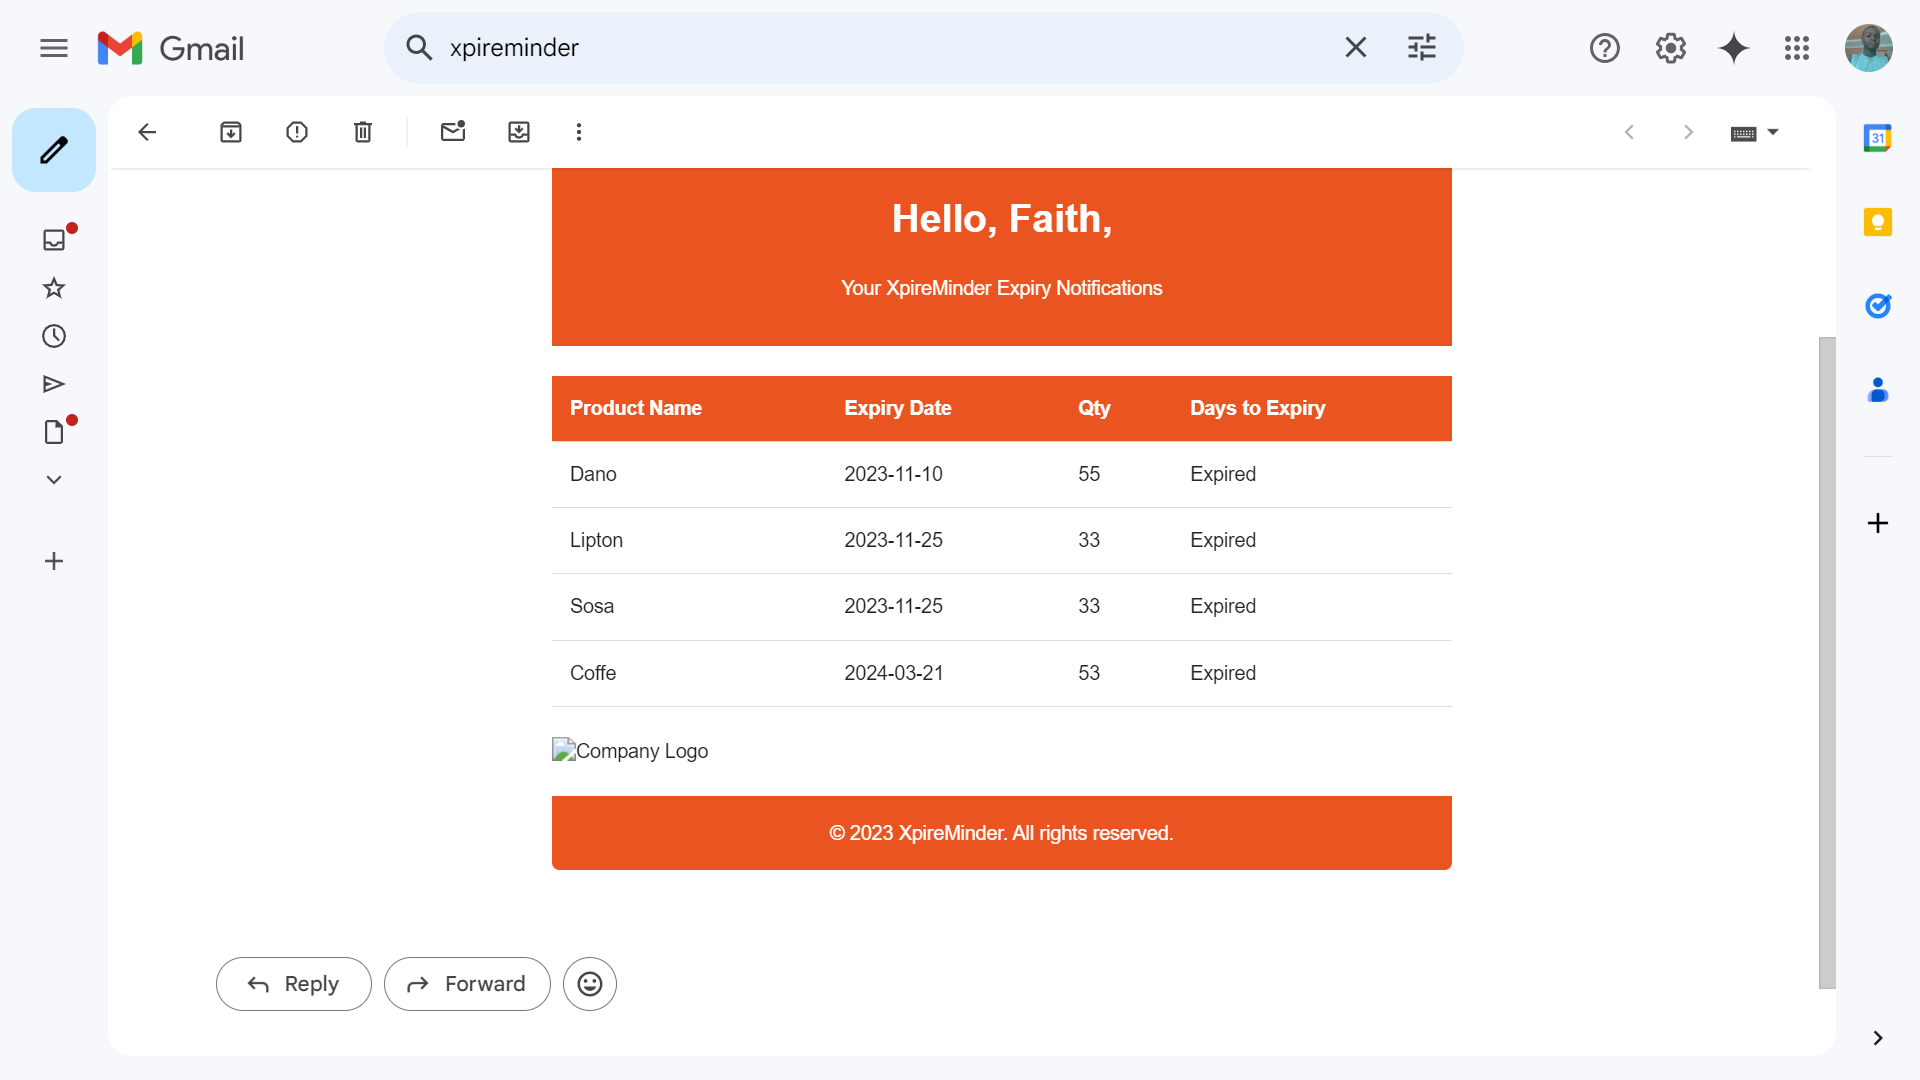 Gmail
xpireminder
31
Hello, Faith,
Your XpireMinder Expiry Notifications
Product Name Expiry Date Qty Days to Expiry
Dano 2023-11-10 55 Expired
Lipton 2023-11-25 33 Expired
Sosa 2023-11-25 33 Expired
Coffe 2024-03-21 53 Expired
Company Logo
© 2023 XpireMinder. All rights reserved.
Reply Forward